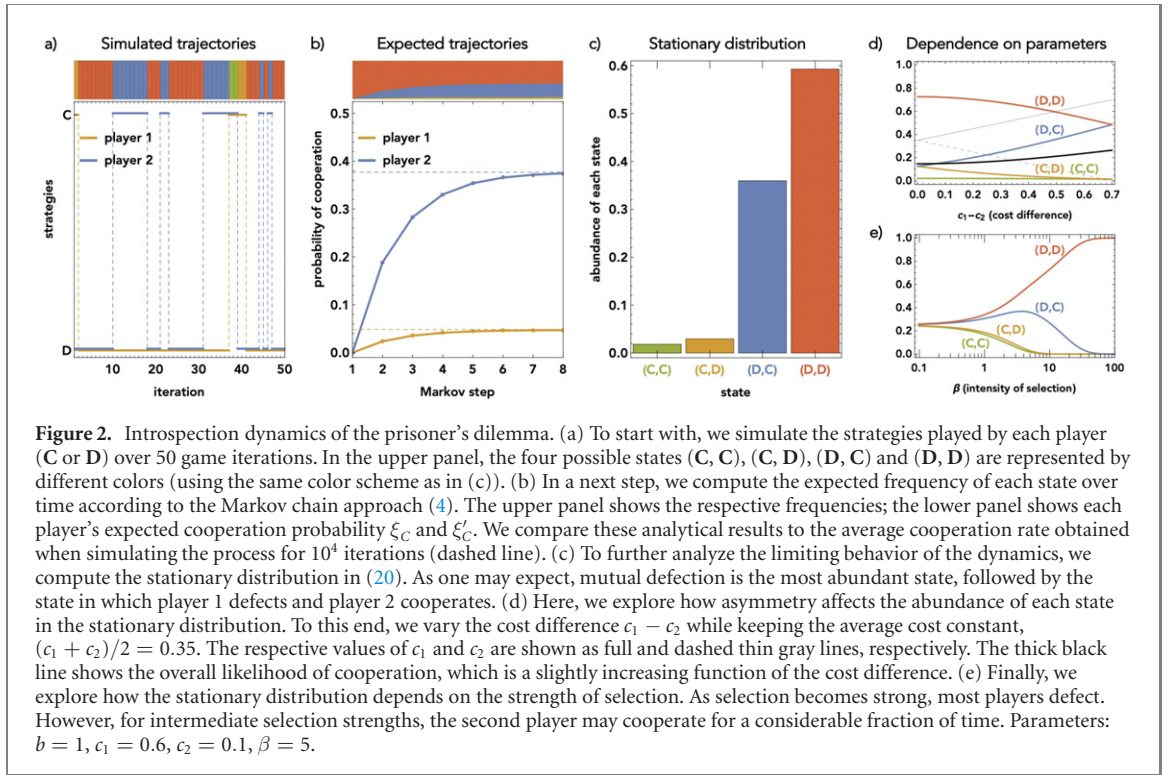 a) Simulated trajectories
C
player 1
player 2
strategies
D
10 20 30 40 50
iteration
b) Expected trajectories
0.5
player 1
player 2
0.4
0.3
0.2
0.1
0.0
probability of cooperation
1 2 3 4 5 6 7 8
Markov step
c) Stationary distribution
0.6
0.5
0.4
0.3
0.2
0.1
0.0
abundance of each state
(C,C) (C,D) (D,C) (D,D)
state
d) Dependence on parameters
1.0
0.8
0.6
0.4
0.2
0.0
(D,D)
(D,C)
(C,D) (C,C)
0.0 0.1 0.2 0.3 0.4 0.5 0.6 0.7
c₁−c₂ (cost difference)
e)
1.0
0.8
0.6
0.4
0.2
0.0
(D,D)
(D,C)
(C,D)
(C,C)
0.1 1 10 100
β (intensity of selection)
Figure 2. Introspection dynamics of the prisoner's dilemma. (a) To start with, we simulate the strategies played by each player
(C or D) over 50 game iterations. In the upper panel, the four possible states (C, C), (C, D), (D, C) and (D, D) are represented by
different colors (using the same color scheme as in (c)). (b) In a next step, we compute the expected frequency of each state over
time according to the Markov chain approach (4). The upper panel shows the respective frequencies; the lower panel shows each
player's expected cooperation probability ξ_C and ξ′_C. We compare these analytical results to the average cooperation rate obtained
when simulating the process for 10⁴ iterations (dashed line). (c) To further analyze the limiting behavior of the dynamics, we
compute the stationary distribution in (20). As one may expect, mutual defection is the most abundant state, followed by the
state in which player 1 defects and player 2 cooperates. (d) Here, we explore how asymmetry affects the abundance of each state
in the stationary distribution. To this end, we vary the cost difference c₁ − c₂ while keeping the average cost constant,
(c₁ + c₂)/2 = 0.35. The respective values of c₁ and c₂ are shown as full and dashed thin gray lines, respectively. The thick black
line shows the overall likelihood of cooperation, which is a slightly increasing function of the cost difference. (e) Finally, we
explore how the stationary distribution depends on the strength of selection. As selection becomes strong, most players defect.
However, for intermediate selection strengths, the second player may cooperate for a considerable fraction of time. Parameters:
b = 1, c₁ = 0.6, c₂ = 0.1, β = 5.